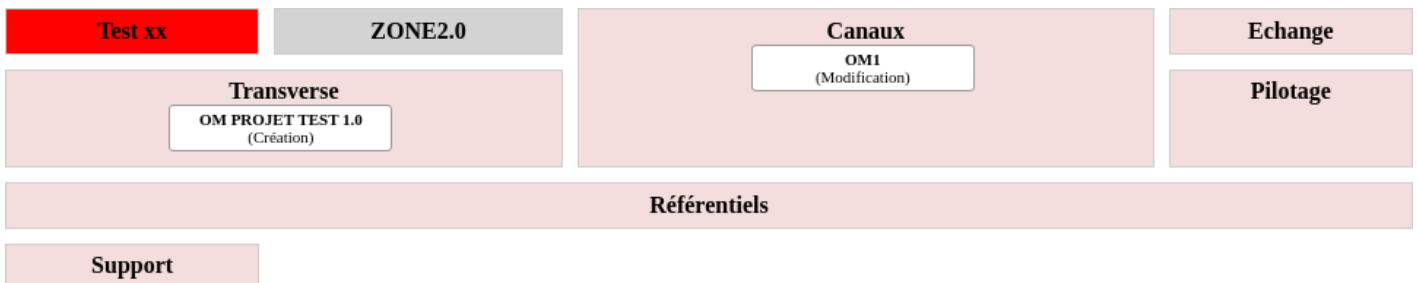 Test xx
ZONE2.0
Canaux
OM1
(Modification)
Echange
Transverse
OM PROJET TEST 1.0
(Création)
Pilotage
Référentiels
Support